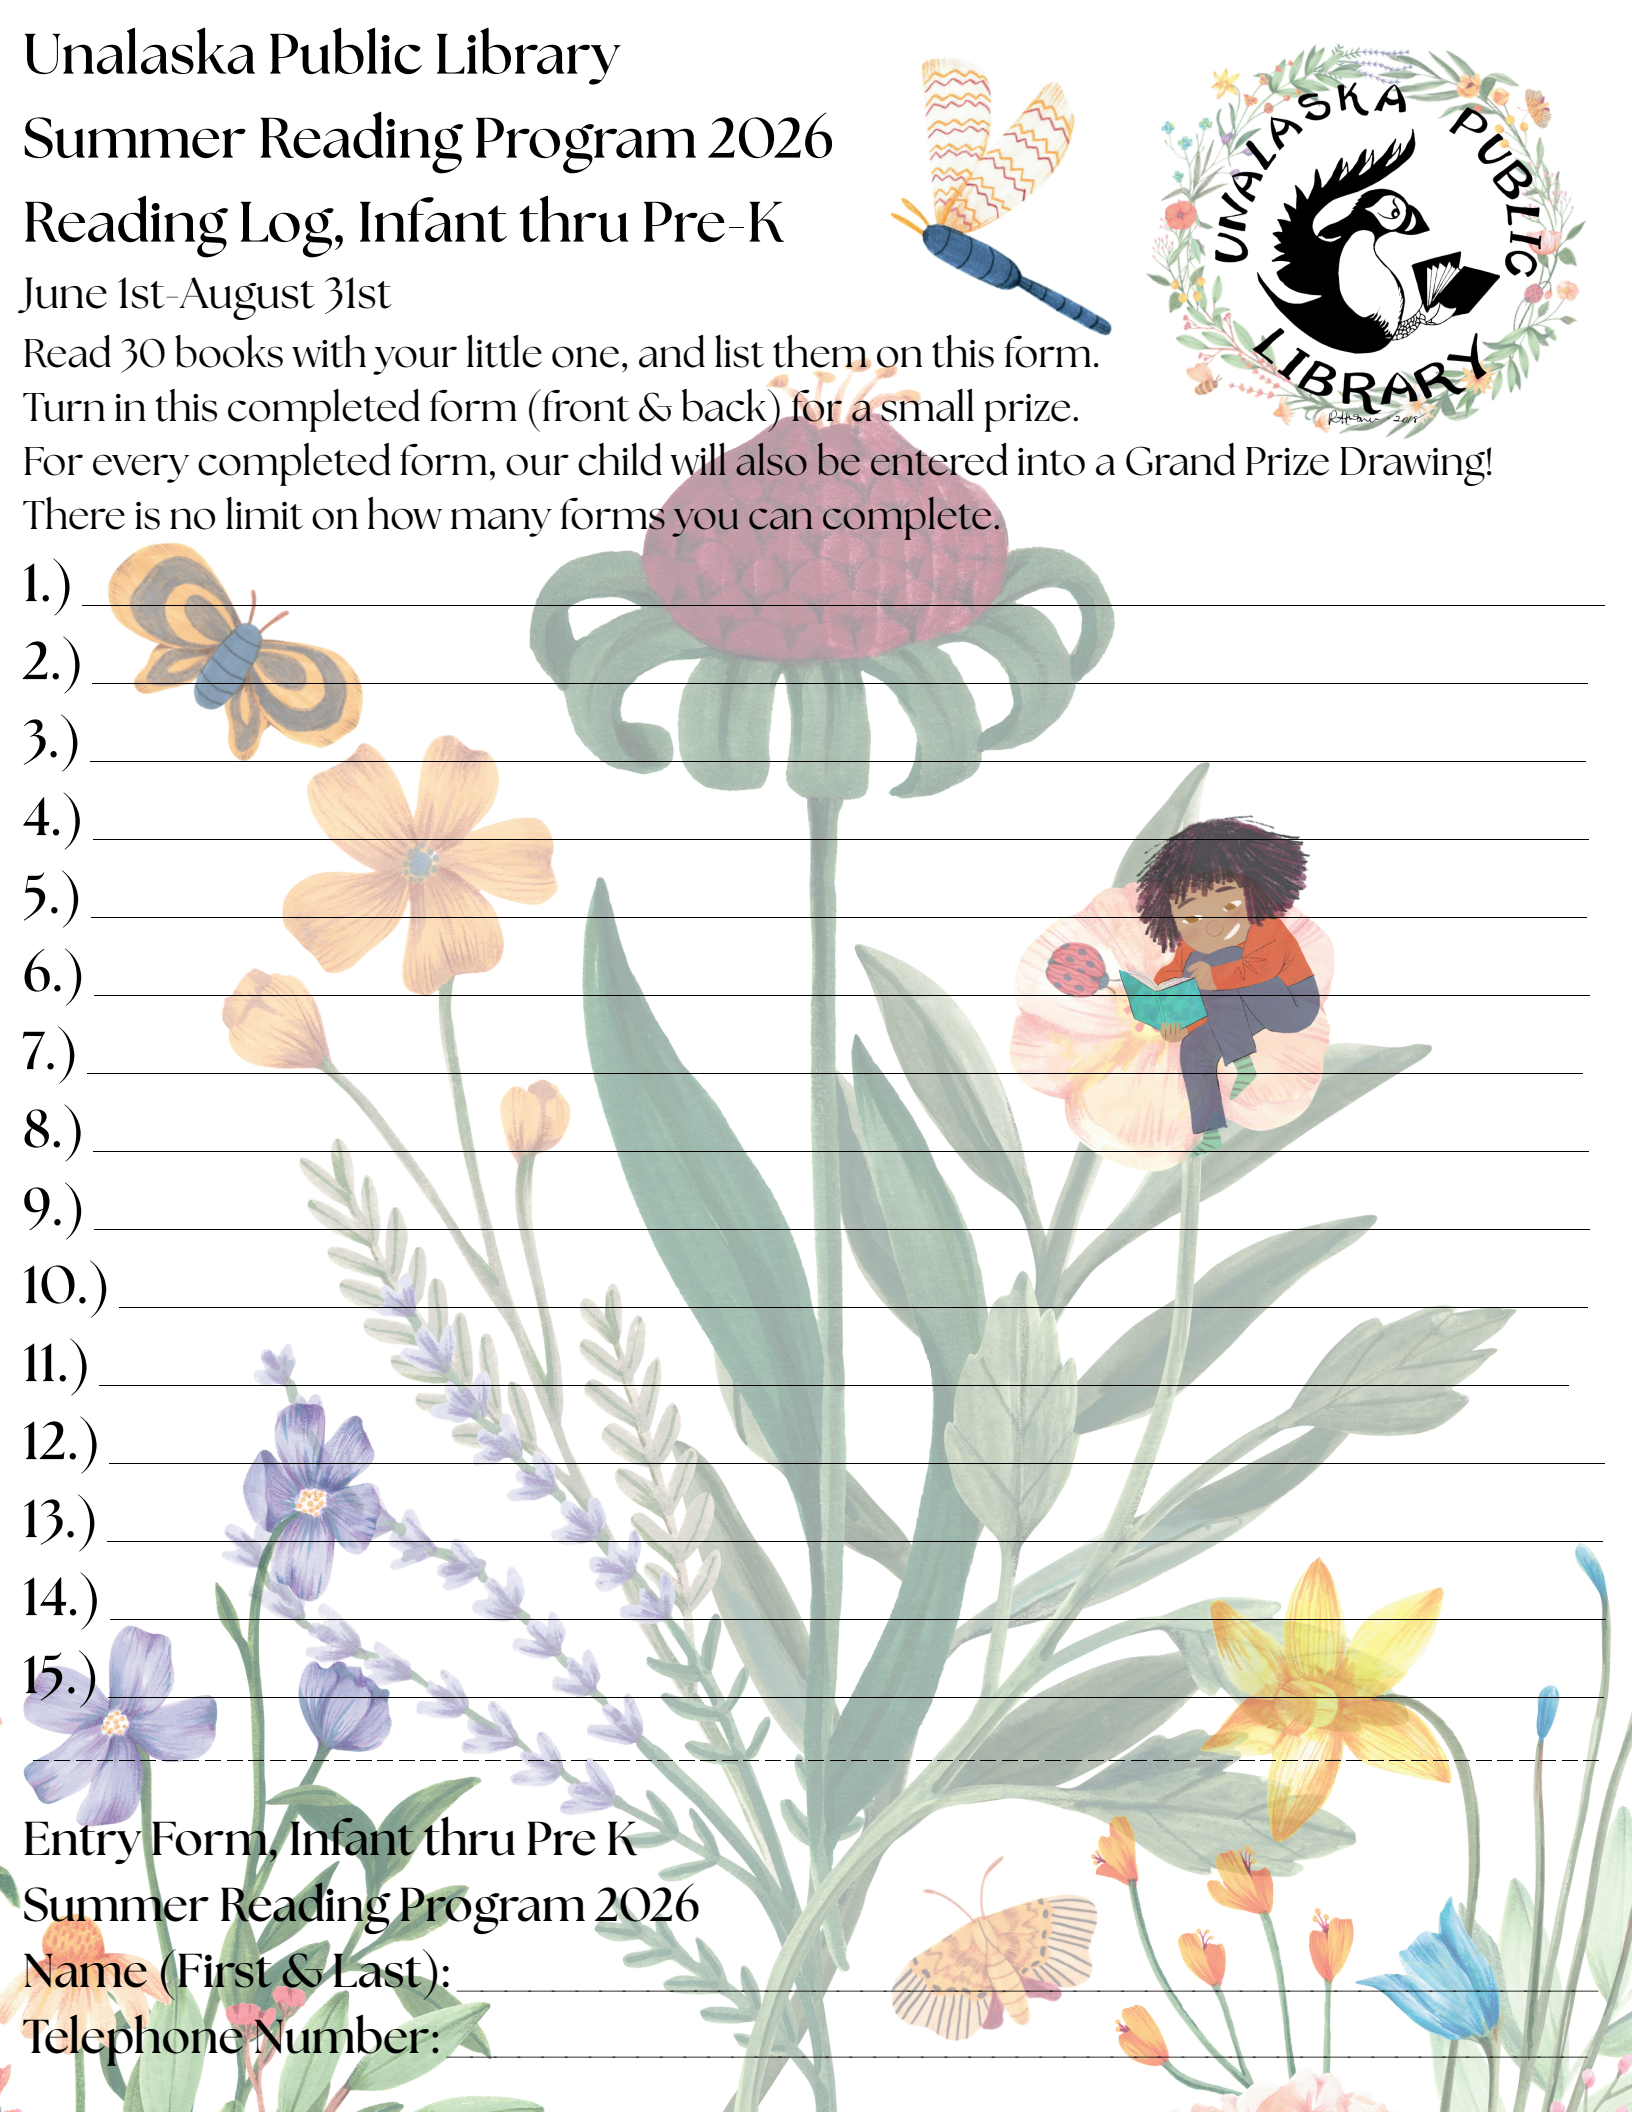 Unalaska Public Library
Summer Reading Program 2026
Reading Log, Infant thru Pre-K
June 1st-August 31st
UNALASKA PUBLIC LIBRARY
2018
Read 30 books with your little one, and list them on this form.
Turn in this completed form (front & back) for a small prize.
For every completed form, our child will also be entered into a Grand Prize Drawing!
There is no limit on how many forms you can complete.
1.)
2.)
3.)
4.)
5.)
6.)
7.)
8.)
9.)
10.)
11.)
12.)
13.)
14.)
15.)
Entry Form, Infant thru Pre K
Summer Reading Program 2026
Name (First & Last):
Telephone Number: